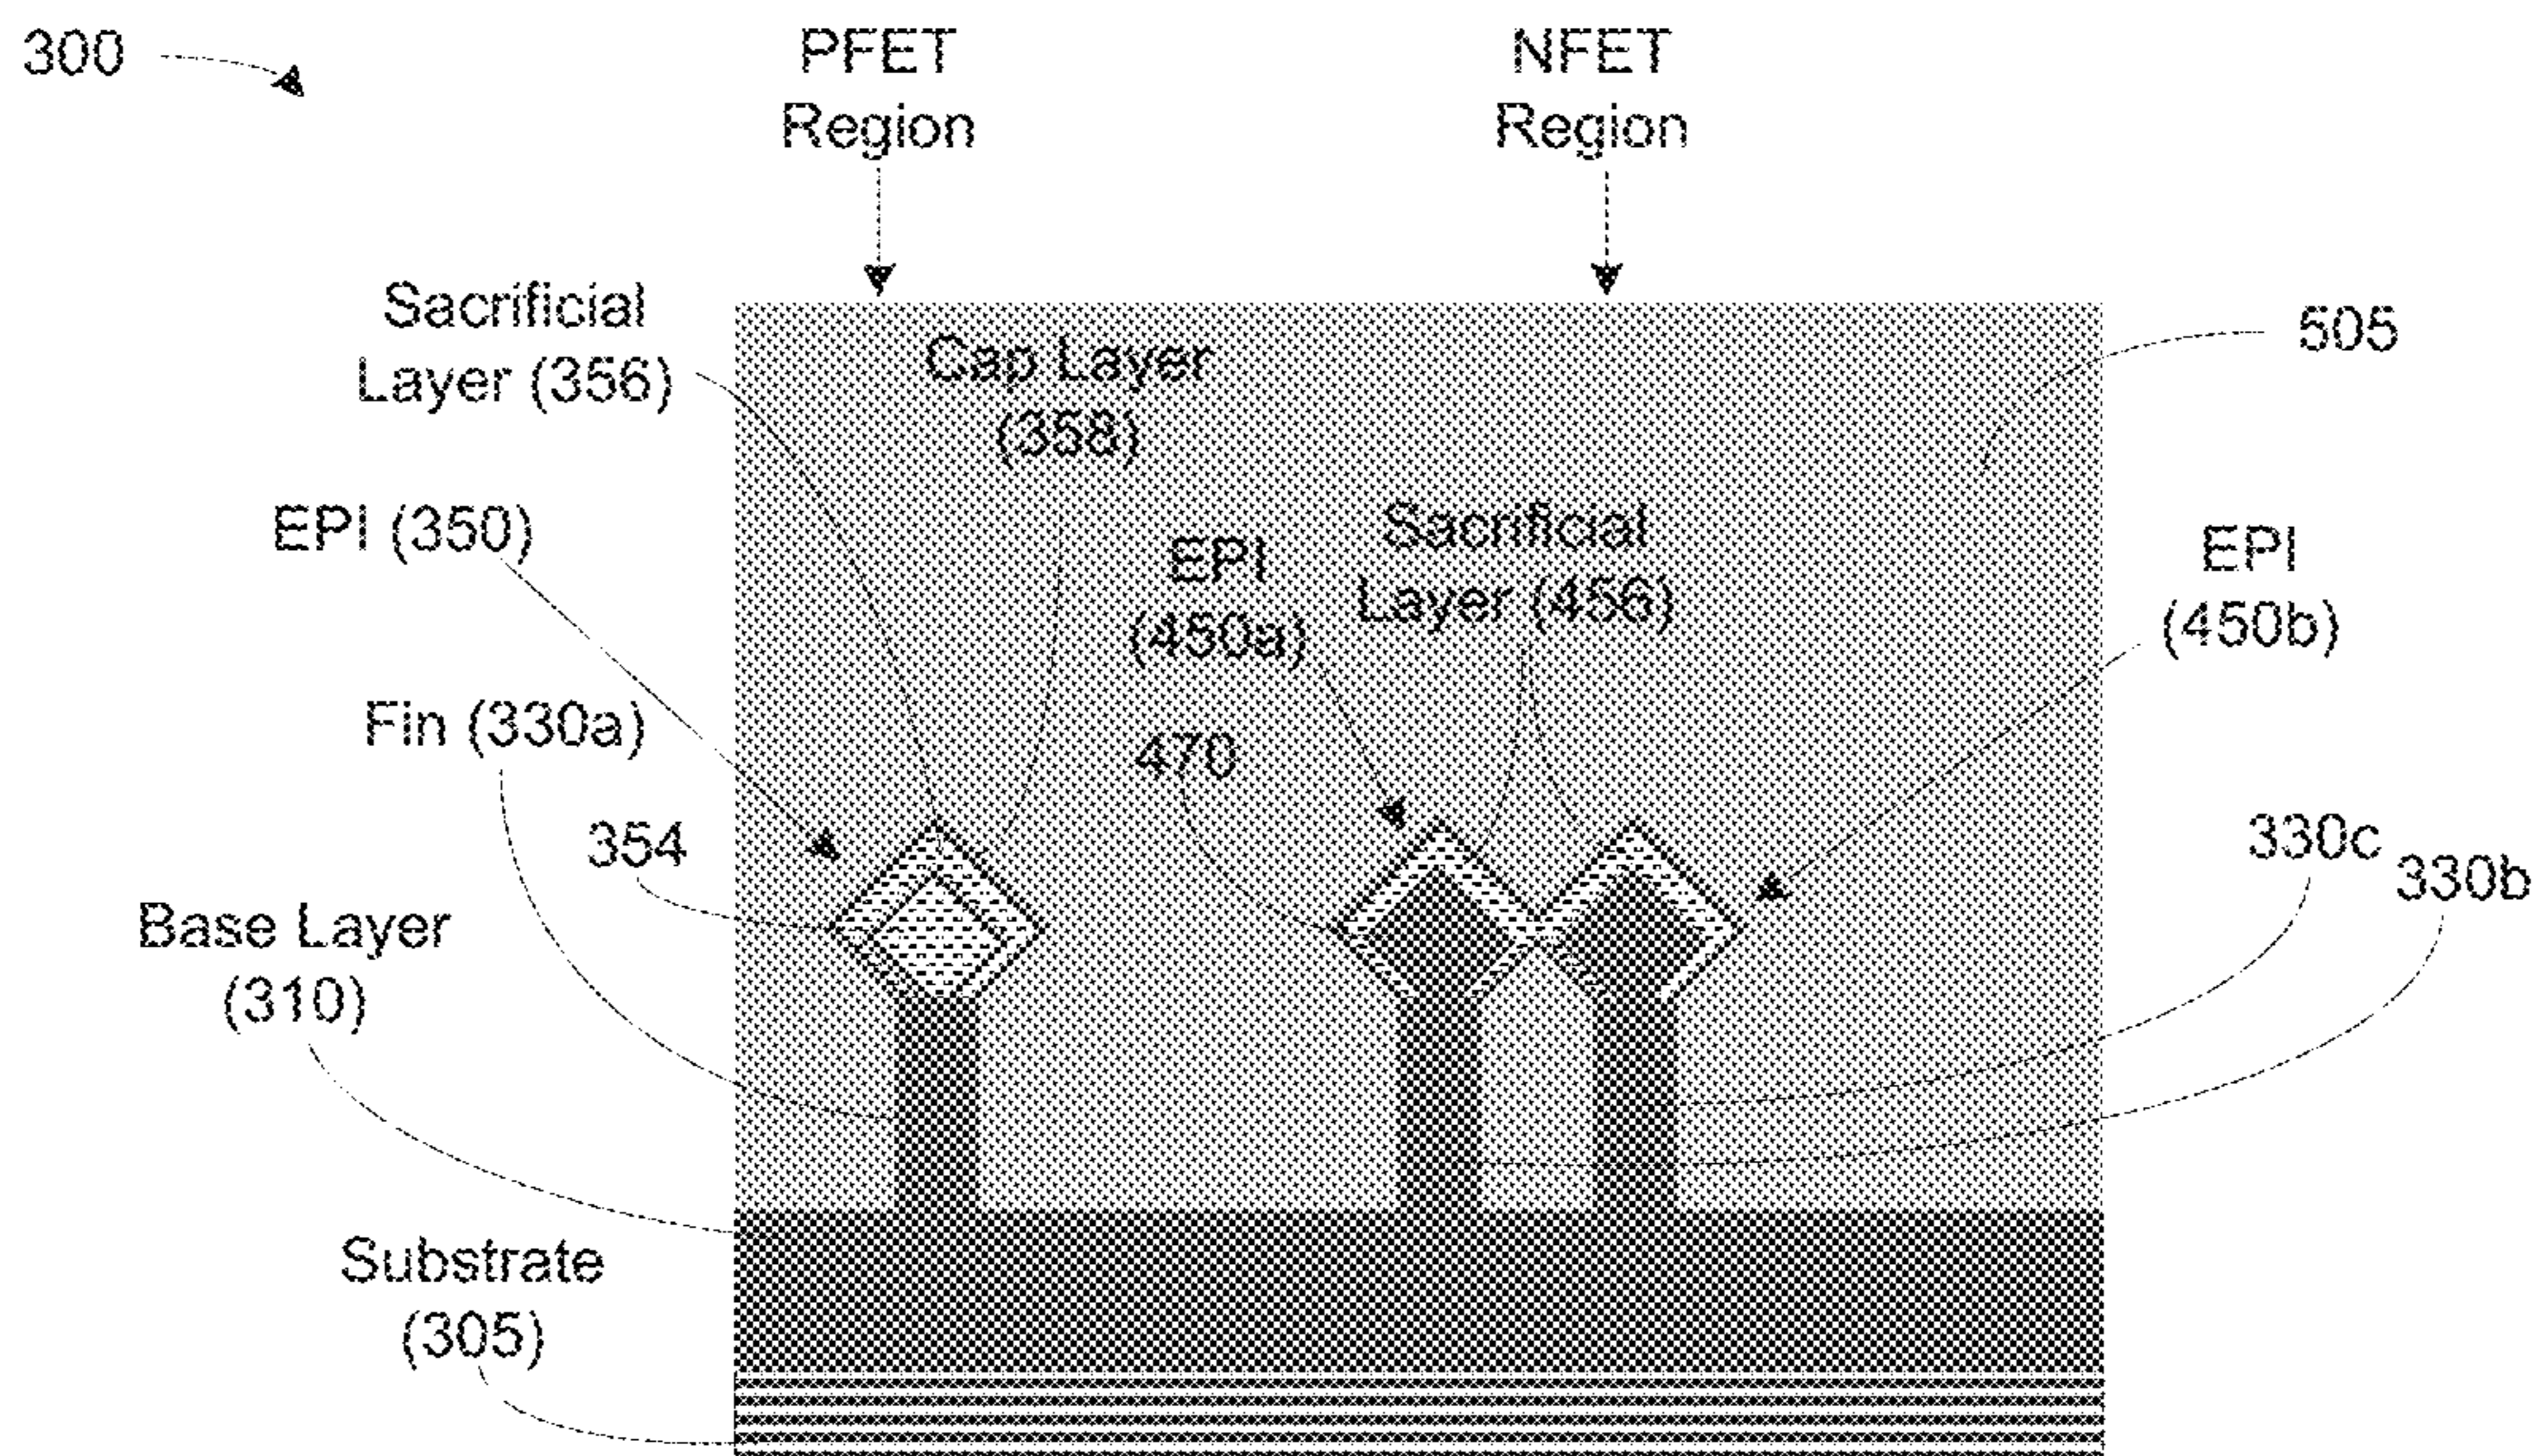 300
PFET
Region
NFET
Region
Sacrificial
Layer (356)
Cap Layer
(358)
505
EPI (350)
EPI
(450a)
Sacrificial
Layer (456)
EPI
(450b)
Fin (330a)
470
354
330c
330b
Base Layer
(310)
Substrate
(305)